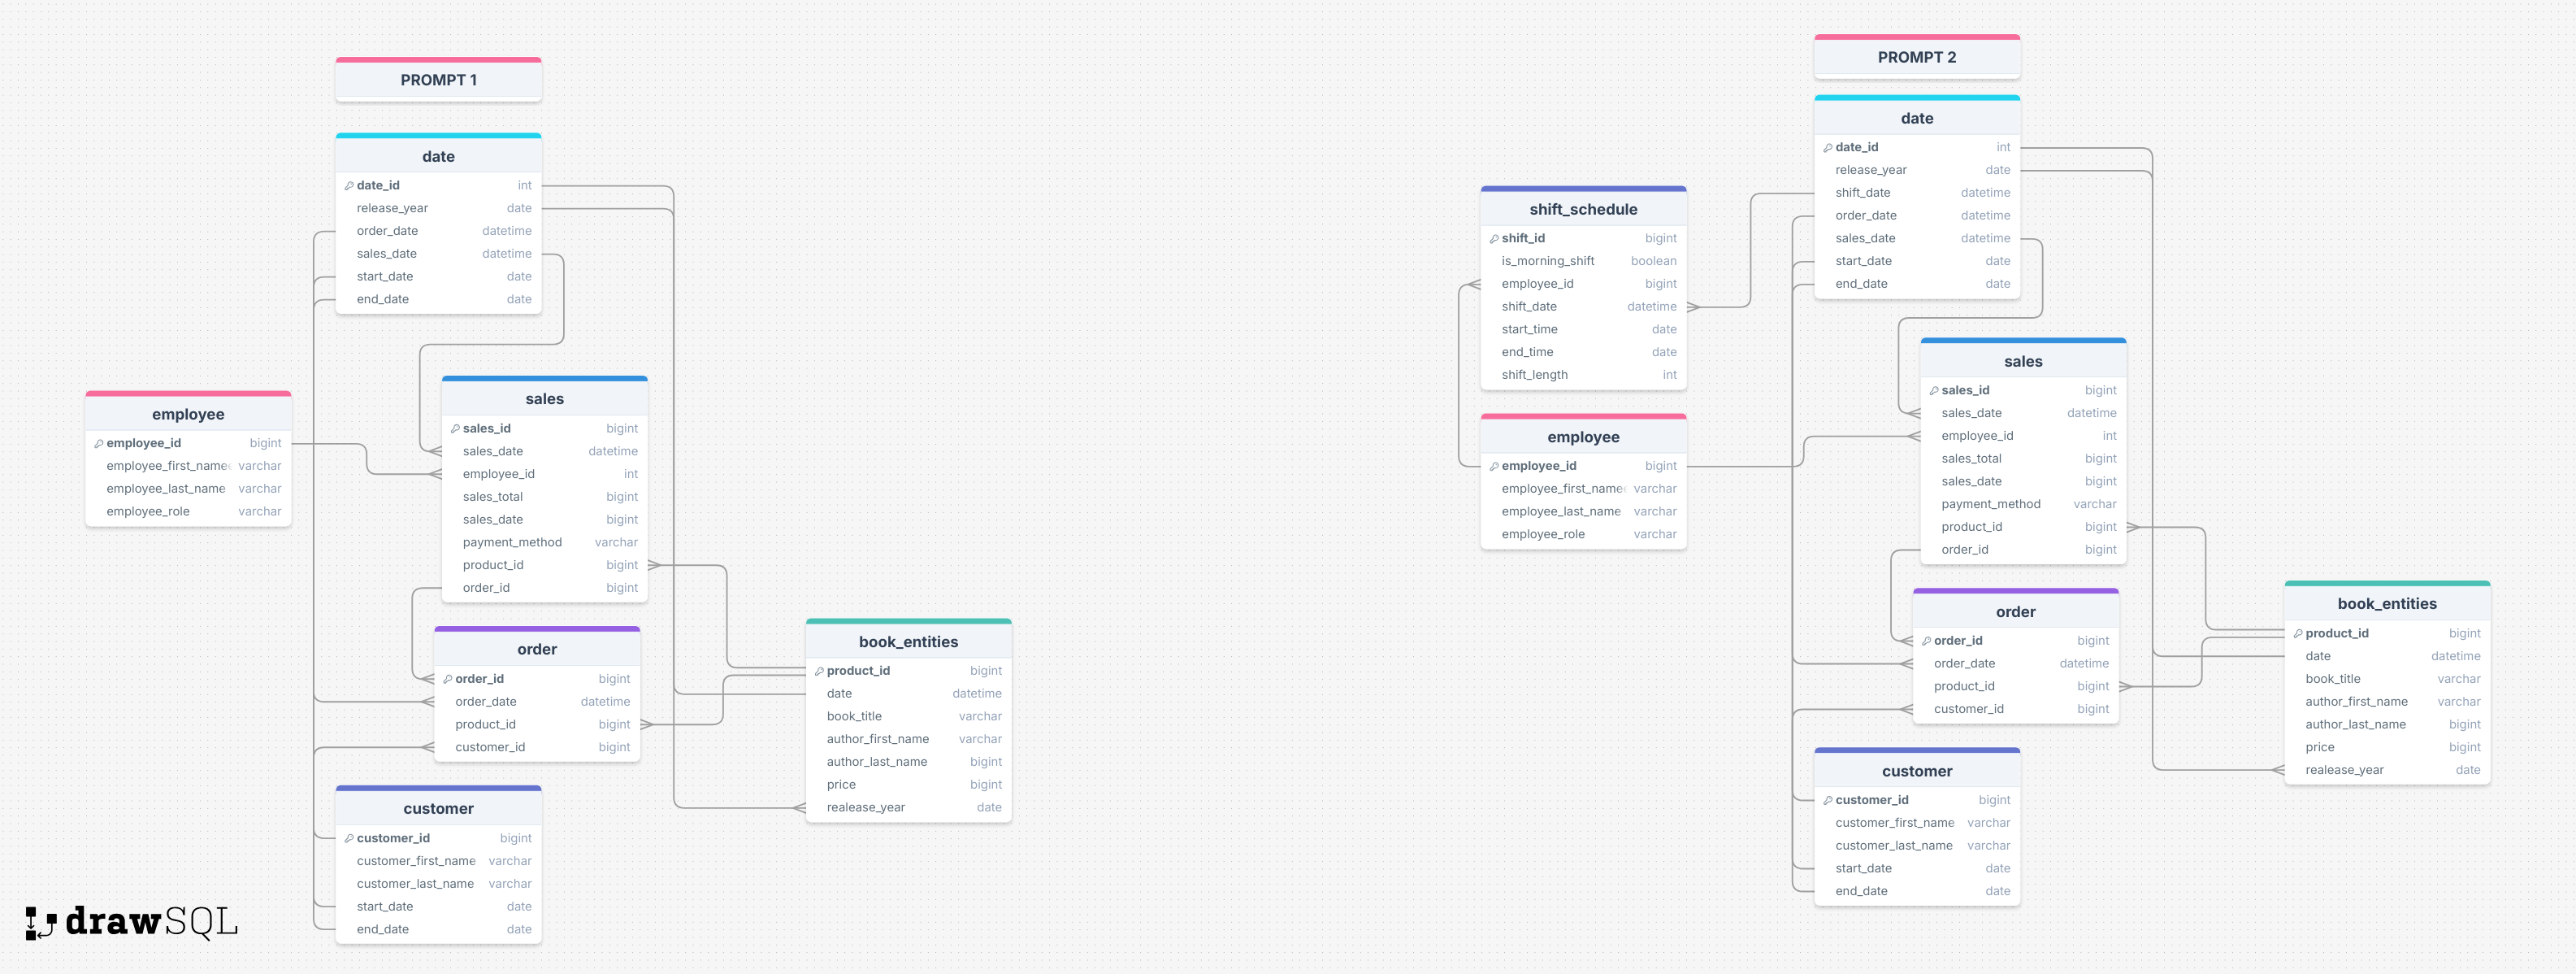 PROMPT 1
date
date_id int
release_year date
order_date datetime
sales_date datetime
start_date date
end_date date
employee
employee_id bigint
employee_first_name varchar
employee_last_name varchar
employee_role varchar
sales
sales_id bigint
sales_date datetime
employee_id int
sales_total bigint
sales_date bigint
payment_method varchar
product_id bigint
order_id bigint
order
order_id bigint
order_date datetime
product_id bigint
customer_id bigint
book_entities
product_id bigint
date datetime
book_title varchar
author_first_name varchar
author_last_name bigint
price bigint
realease_year date
customer
customer_id bigint
customer_first_name varchar
customer_last_name varchar
start_date date
end_date date
drawSQL
PROMPT 2
date
date_id int
release_year date
shift_date datetime
order_date datetime
sales_date datetime
start_date date
end_date date
shift_schedule
shift_id bigint
is_morning_shift boolean
employee_id bigint
shift_date datetime
start_time date
end_time date
shift_length int
employee
employee_id bigint
employee_first_name varchar
employee_last_name varchar
employee_role varchar
sales
sales_id bigint
sales_date datetime
employee_id int
sales_total bigint
sales_date bigint
payment_method varchar
product_id bigint
order_id bigint
order
order_id bigint
order_date datetime
product_id bigint
customer_id bigint
book_entities
product_id bigint
date datetime
book_title varchar
author_first_name varchar
author_last_name bigint
price bigint
realease_year date
customer
customer_id bigint
customer_first_name varchar
customer_last_name varchar
start_date date
end_date date